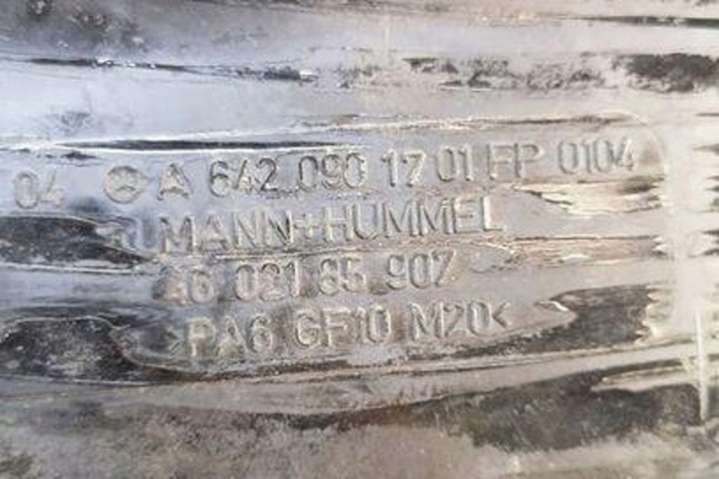 04 A 642 090 17 01 FP 0104
MANN+HUMMEL
46 021 85 907
>PA6 GF10 M20<